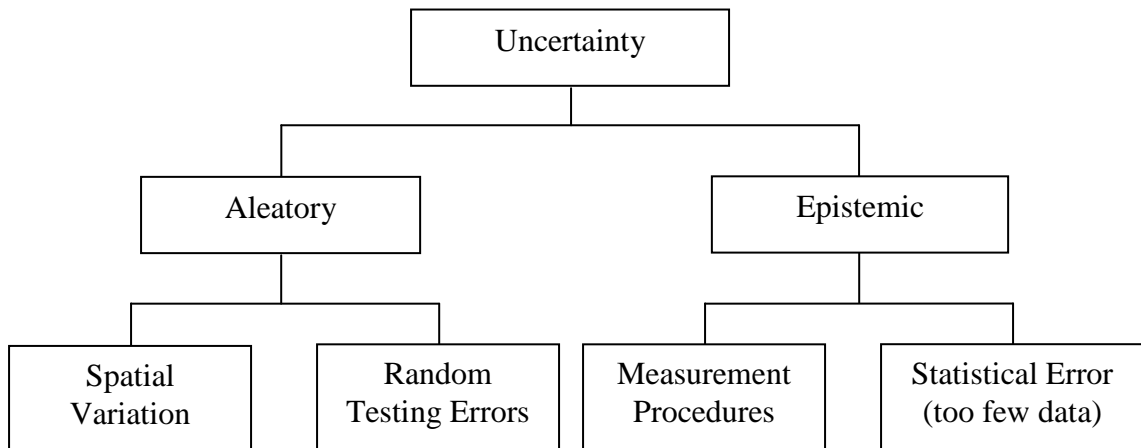 Uncertainty
Aleatory
Epistemic
Spatial
Variation
Random
Testing Errors
Measurement
Procedures
Statistical Error
(too few data)